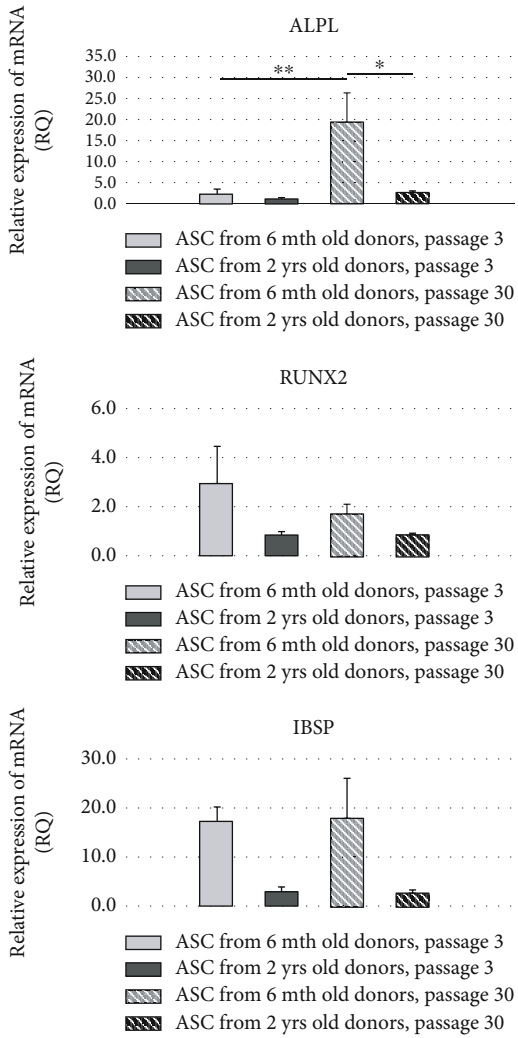 ALPL
Relative expression of mRNA
(RQ)
35.0
30.0
25.0
20.0
15.0
10.0
5.0
0.0
**
*
ASC from 6 mth old donors, passage 3
ASC from 2 yrs old donors, passage 3
ASC from 6 mth old donors, passage 30
ASC from 2 yrs old donors, passage 30
RUNX2
Relative expression of mRNA
(RQ)
6.0
4.0
2.0
0.0
ASC from 6 mth old donors, passage 3
ASC from 2 yrs old donors, passage 3
ASC from 6 mth old donors, passage 30
ASC from 2 yrs old donors, passage 30
IBSP
Relative expression of mRNA
(RQ)
30.0
20.0
10.0
0.0
ASC from 6 mth old donors, passage 3
ASC from 2 yrs old donors, passage 3
ASC from 6 mth old donors, passage 30
ASC from 2 yrs old donors, passage 30